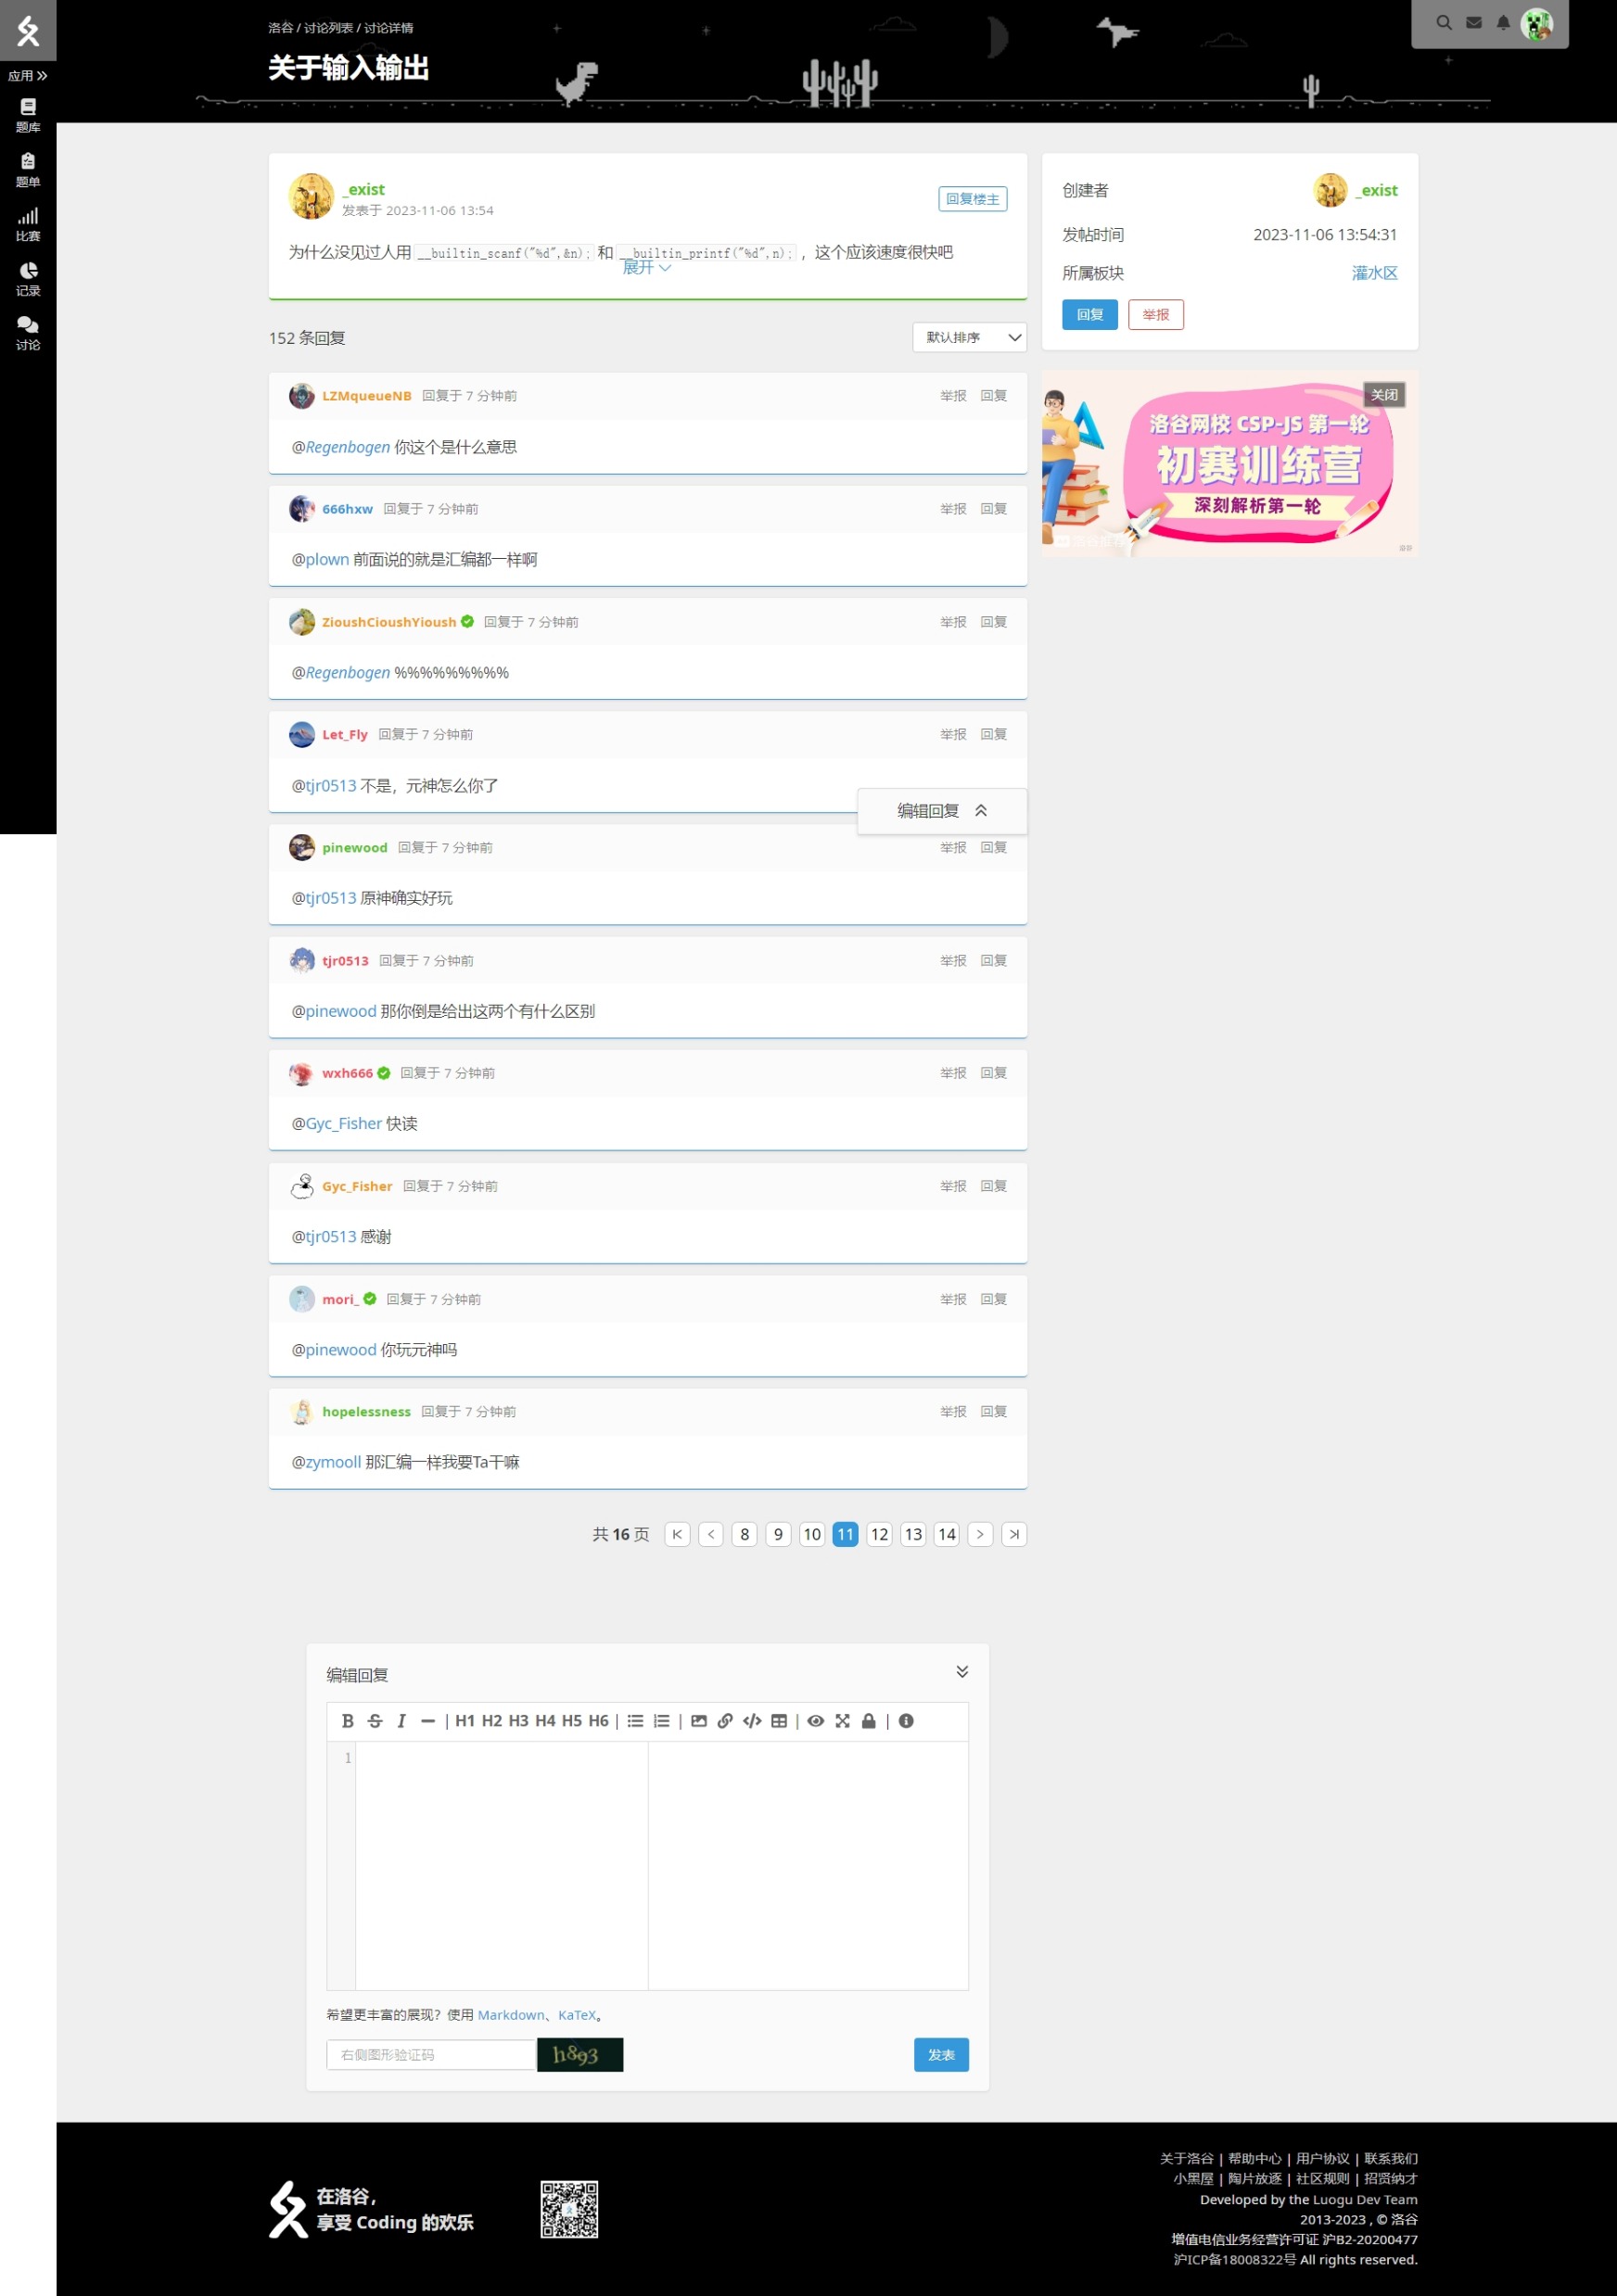 洛谷 / 讨论列表 / 讨论详情
关于输入输出
应用
题库
题单
比赛
记录
讨论
_exist
发表于 2023-11-06 13:54
回复楼主
为什么没见过人用 __builtin_scanf("%d",&n); 和 __builtin_printf("%d",n); ，这个应该速度很快吧
展开
创建者 _exist
发帖时间 2023-11-06 13:54:31
所属板块 灌水区
回复 举报
152 条回复 默认排序
关闭
洛谷网校 CSP-JS 第一轮
初赛训练营
深刻解析第一轮
LZMqueueNB 回复于 7 分钟前 举报 回复
@Regenbogen 你这个是什么意思
666hxw 回复于 7 分钟前 举报 回复
@plown 前面说的就是汇编都一样啊
ZioushCioushYioush 回复于 7 分钟前 举报 回复
@Regenbogen %%%%%%%%%
Let_Fly 回复于 7 分钟前 举报 回复
@tjr0513 不是，元神怎么你了
编辑回复
pinewood 回复于 7 分钟前 举报 回复
@tjr0513 原神确实好玩
tjr0513 回复于 7 分钟前 举报 回复
@pinewood 那你倒是给出这两个有什么区别
wxh666 回复于 7 分钟前 举报 回复
@Gyc_Fisher 快读
Gyc_Fisher 回复于 7 分钟前 举报 回复
@tjr0513 感谢
mori_ 回复于 7 分钟前 举报 回复
@pinewood 你玩元神吗
hopelessness 回复于 7 分钟前 举报 回复
@zymooll 那汇编一样我要Ta干嘛
共 16 页 8 9 10 11 12 13 14
编辑回复
B S I | H1 H2 H3 H4 H5 H6 | | | |
1
希望更丰富的展现？使用 Markdown、KaTeX。
右侧图形验证码 h893 发表
在洛谷，
享受 Coding 的欢乐
关于洛谷 | 帮助中心 | 用户协议 | 联系我们
小黑屋 | 陶片放逐 | 社区规则 | 招贤纳才
Developed by the Luogu Dev Team
2013-2023 , © 洛谷
增值电信业务经营许可证 沪B2-20200477
沪ICP备18008322号 All rights reserved.